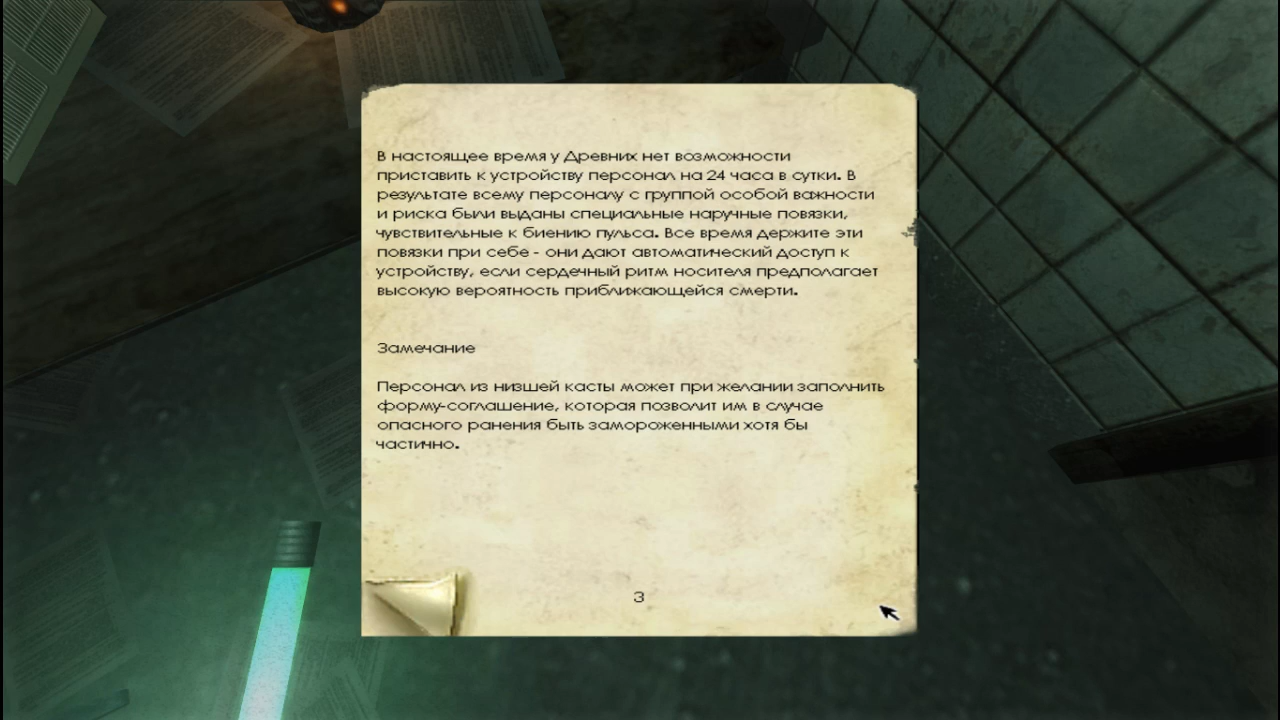 В настоящее время у Древних нет возможности
приставить к устройству персонал на 24 часа в сутки. В
результате всему персоналу с группой особой важности
и риска были выданы специальные наручные повязки,
чувствительные к биению пульса. Все время держите эти
повязки при себе - они дают автоматический доступ к
устройству, если сердечный ритм носителя предполагает
высокую вероятность приближающейся смерти.
Замечание
Персонал из низшей касты может при желании заполнить
форму-соглашение, которая позволит им в случае
опасного ранения быть замороженными хотя бы
частично.
3